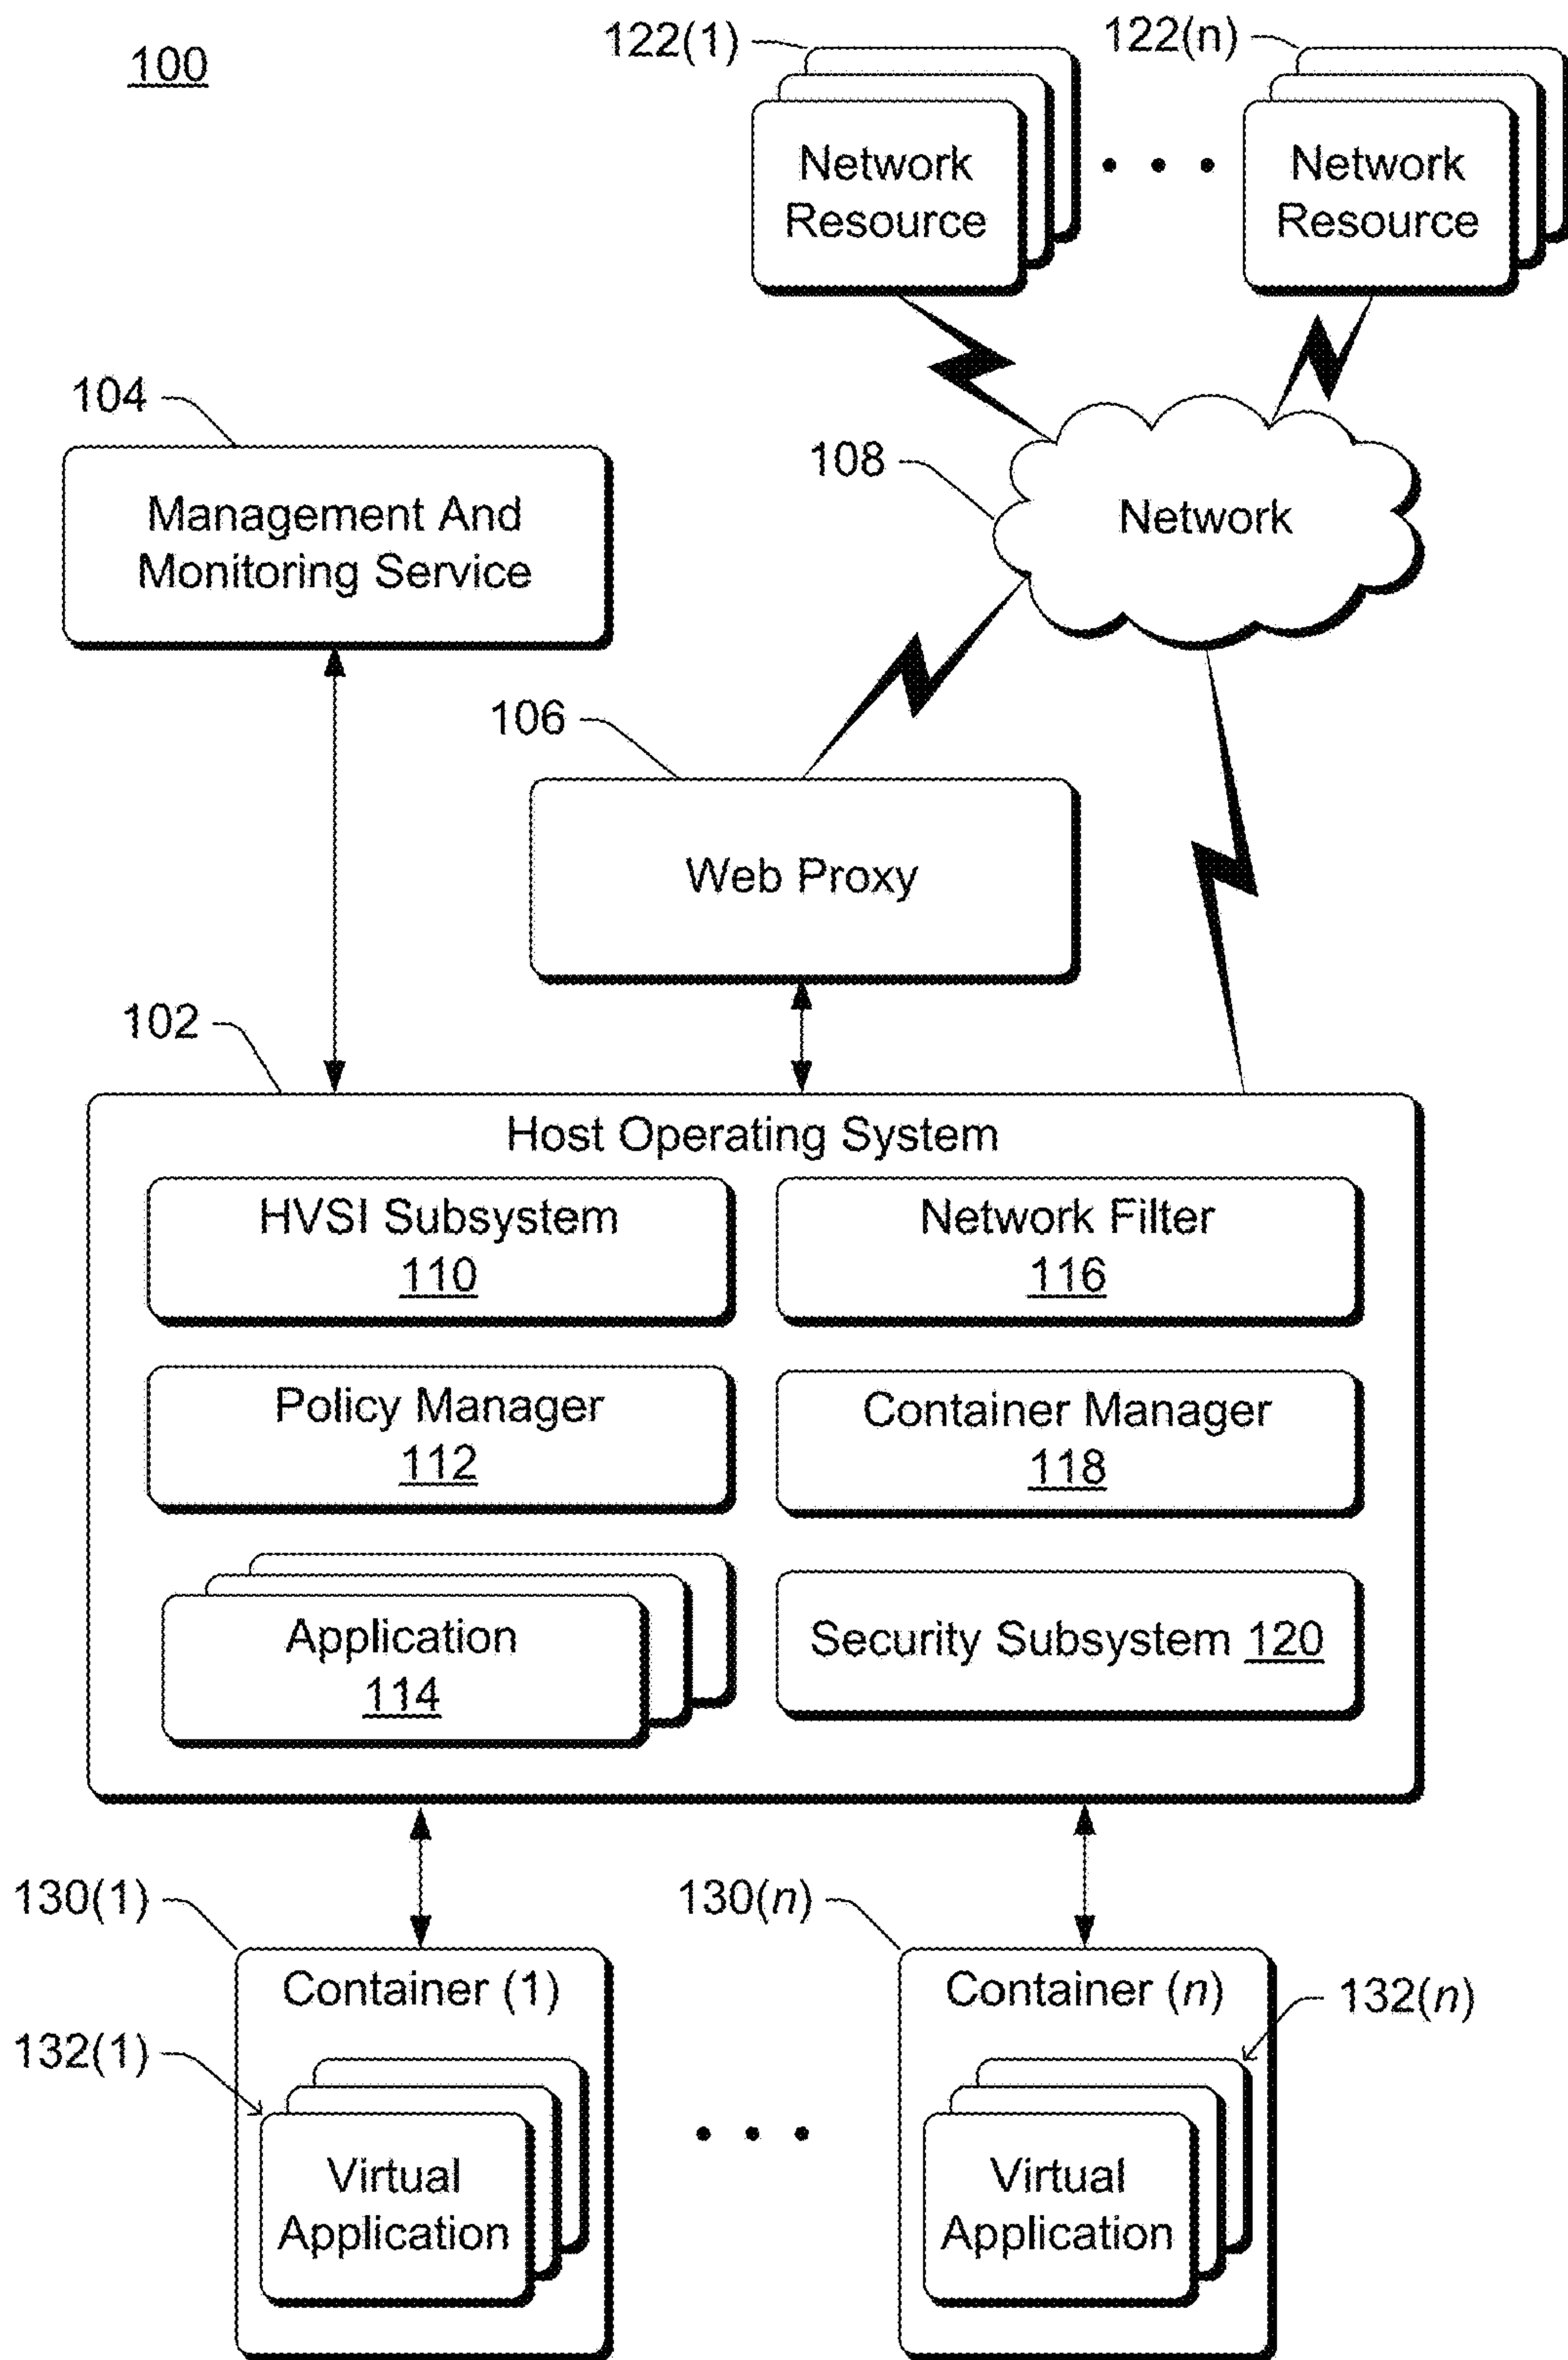 100
122(1)
122(n)
Network
Resource
• • •
Network
Resource
104
Management And
Monitoring Service
108
Network
106
Web Proxy
102
Host Operating System
HVSI Subsystem
110
Network Filter
116
Policy Manager
112
Container Manager
118
Application
114
Security Subsystem 120
130(1)
130(n)
Container (1)
Container (n)
132(1)
132(n)
Virtual
Application
• • •
Virtual
Application